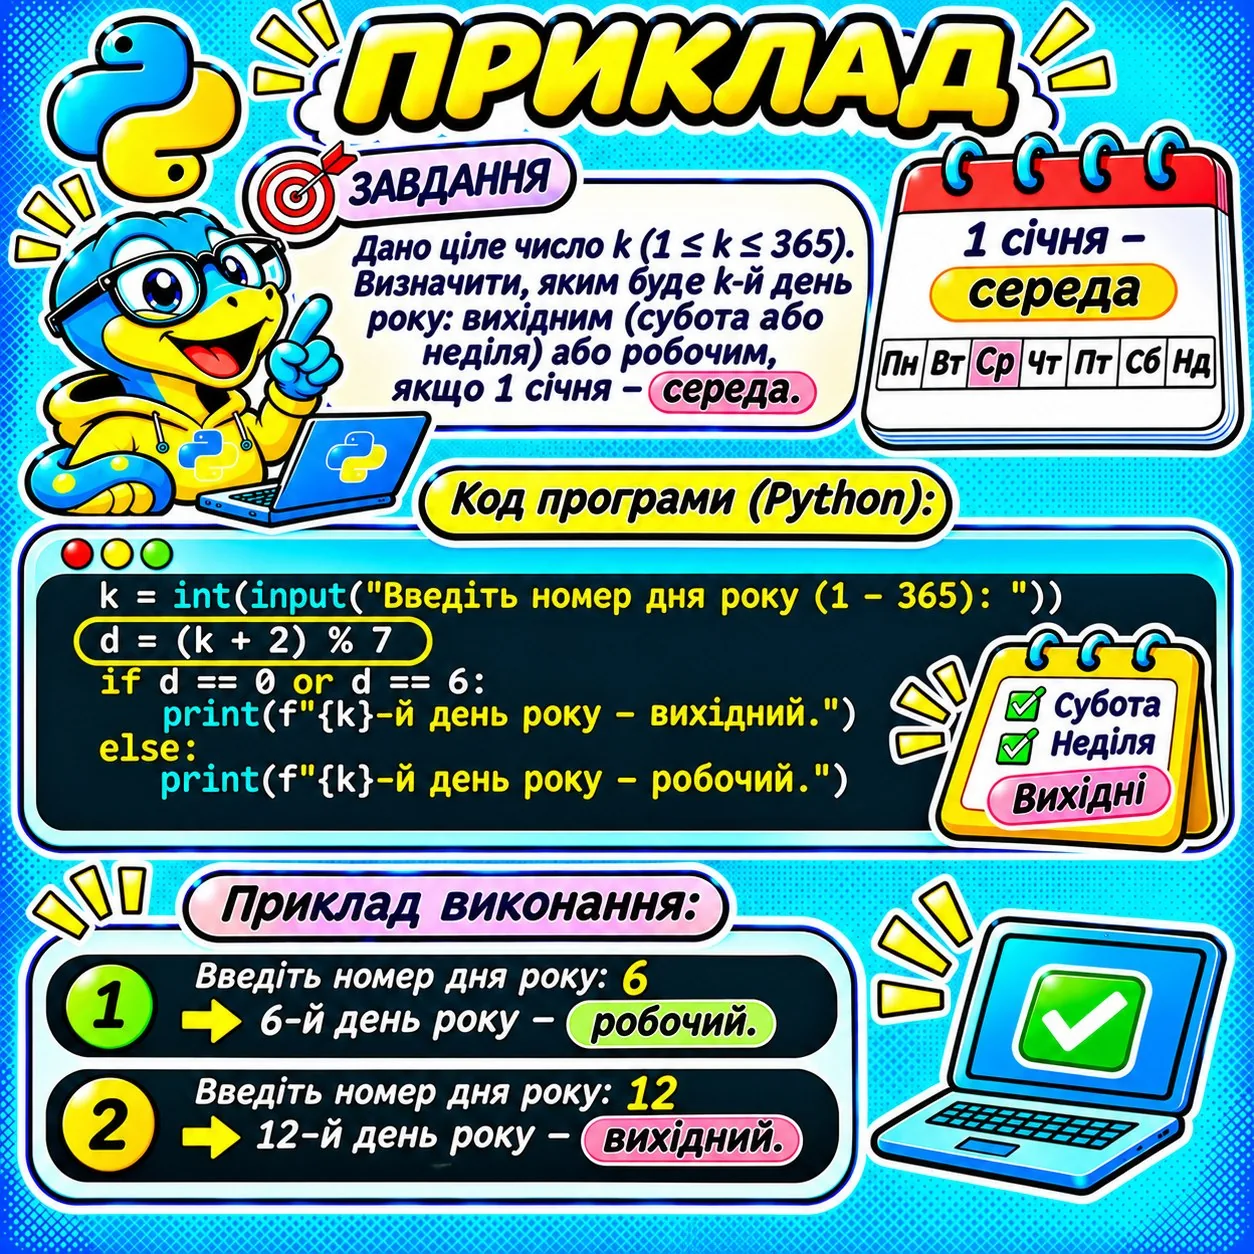 ПРИКЛАД
ЗАВДАННЯ
Дано ціле число k (1 ≤ k ≤ 365).
Визначити, яким буде k-й день
року: вихідним (субота або
неділя) або робочим,
якщо 1 січня – середа.
1 січня –
середа
Пн Вт Ср Чт Пт Сб Нд
Код програми (Python):
k = int(input("Введіть номер дня року (1 – 365): "))
d = (k + 2) % 7
if d == 0 or d == 6:
    print(f"{k}-й день року – вихідний.")
else:
    print(f"{k}-й день року – робочий.")
Субота
Неділя
Вихідні
Приклад виконання:
1
Введіть номер дня року: 6
6-й день року – робочий.
2
Введіть номер дня року: 12
12-й день року – вихідний.